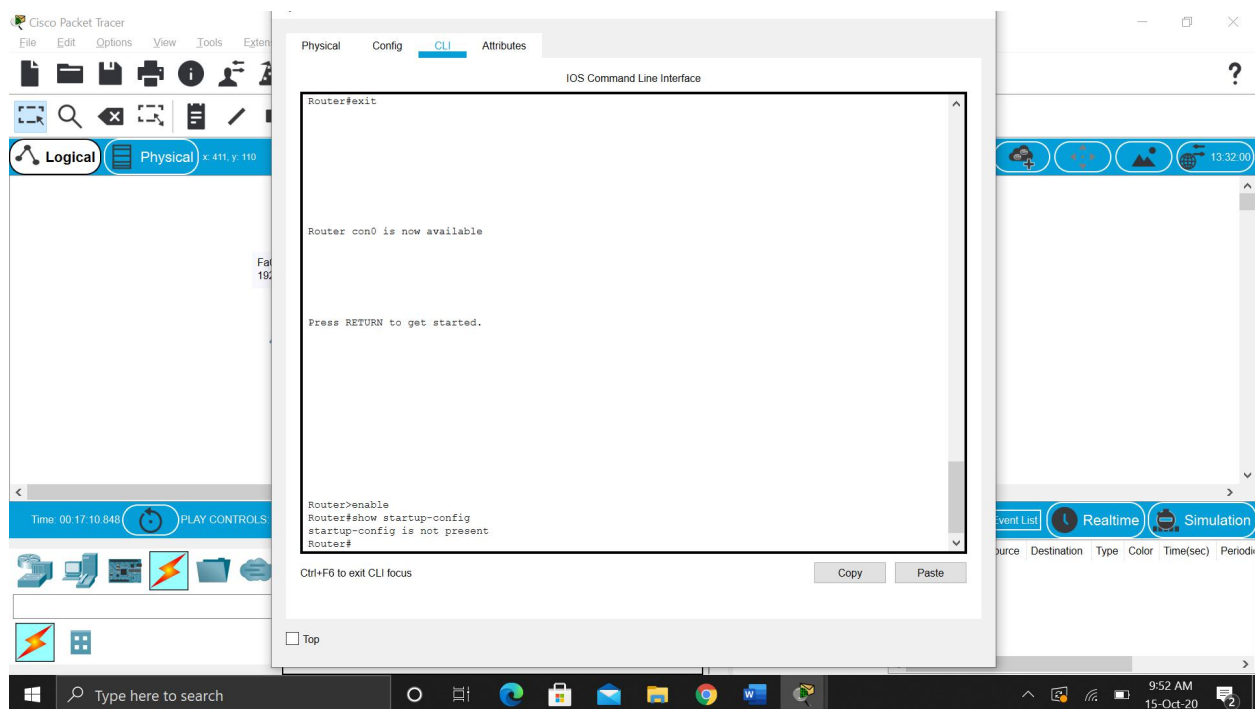 Cisco Packet Tracer
File Edit Options View Tools Exten
Physical Config CLI Attributes
IOS Command Line Interface
?
Logical
Physical
x: 411, y: 110
13:32:00
Router#exit
Router con0 is now available
Press RETURN to get started.
Router>enable
Router#show startup-config
startup-config is not present
Router#
Time: 00:17:10.848
PLAY CONTROLS:
Event List
Realtime
Simulation
Destination Type Color Time(sec) Periodi
Ctrl+F6 to exit CLI focus
Copy
Paste
Top
Type here to search
9:52 AM
15-Oct-20
2